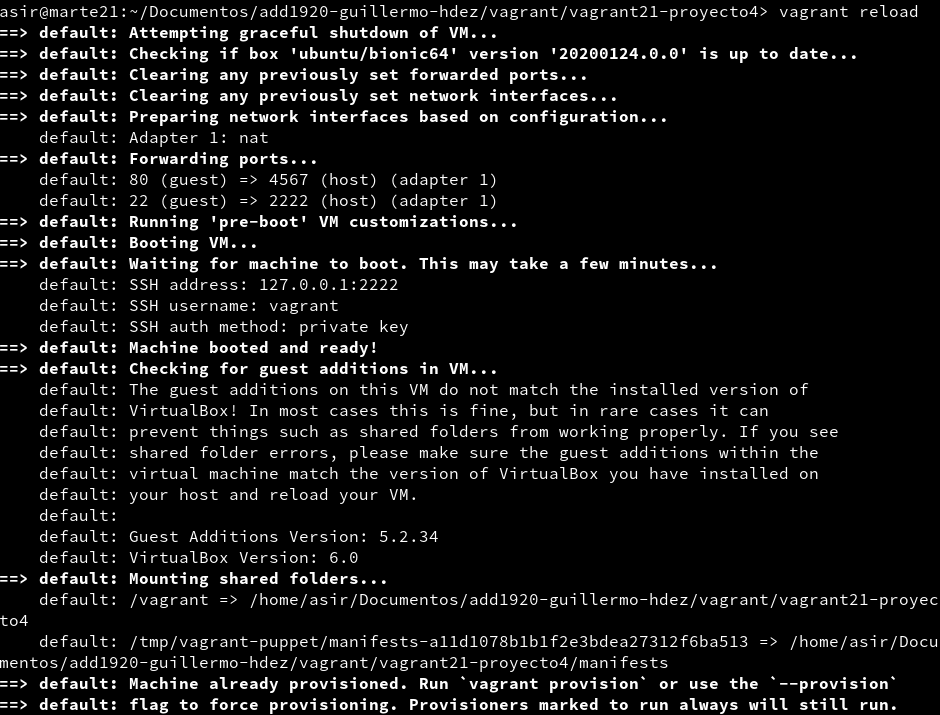 asir@marte21:~/Documentos/add1920-guillermo-hdez/vagrant/vagrant21-proyecto4> vagrant reload
==> default: Attempting graceful shutdown of VM...
==> default: Checking if box 'ubuntu/bionic64' version '20200124.0.0' is up to date...
==> default: Clearing any previously set forwarded ports...
==> default: Clearing any previously set network interfaces...
==> default: Preparing network interfaces based on configuration...
    default: Adapter 1: nat
==> default: Forwarding ports...
    default: 80 (guest) => 4567 (host) (adapter 1)
    default: 22 (guest) => 2222 (host) (adapter 1)
==> default: Running 'pre-boot' VM customizations...
==> default: Booting VM...
==> default: Waiting for machine to boot. This may take a few minutes...
    default: SSH address: 127.0.0.1:2222
    default: SSH username: vagrant
    default: SSH auth method: private key
==> default: Machine booted and ready!
==> default: Checking for guest additions in VM...
    default: The guest additions on this VM do not match the installed version of
    default: VirtualBox! In most cases this is fine, but in rare cases it can
    default: prevent things such as shared folders from working properly. If you see
    default: shared folder errors, please make sure the guest additions within the
    default: virtual machine match the version of VirtualBox you have installed on
    default: your host and reload your VM.
    default:
    default: Guest Additions Version: 5.2.34
    default: VirtualBox Version: 6.0
==> default: Mounting shared folders...
    default: /vagrant => /home/asir/Documentos/add1920-guillermo-hdez/vagrant/vagrant21-proyec
to4
    default: /tmp/vagrant-puppet/manifests-a11d1078b1b1f2e3bdea27312f6ba513 => /home/asir/Docu
mentos/add1920-guillermo-hdez/vagrant/vagrant21-proyecto4/manifests
==> default: Machine already provisioned. Run `vagrant provision` or use the `--provision`
==> default: flag to force provisioning. Provisioners marked to run always will still run.